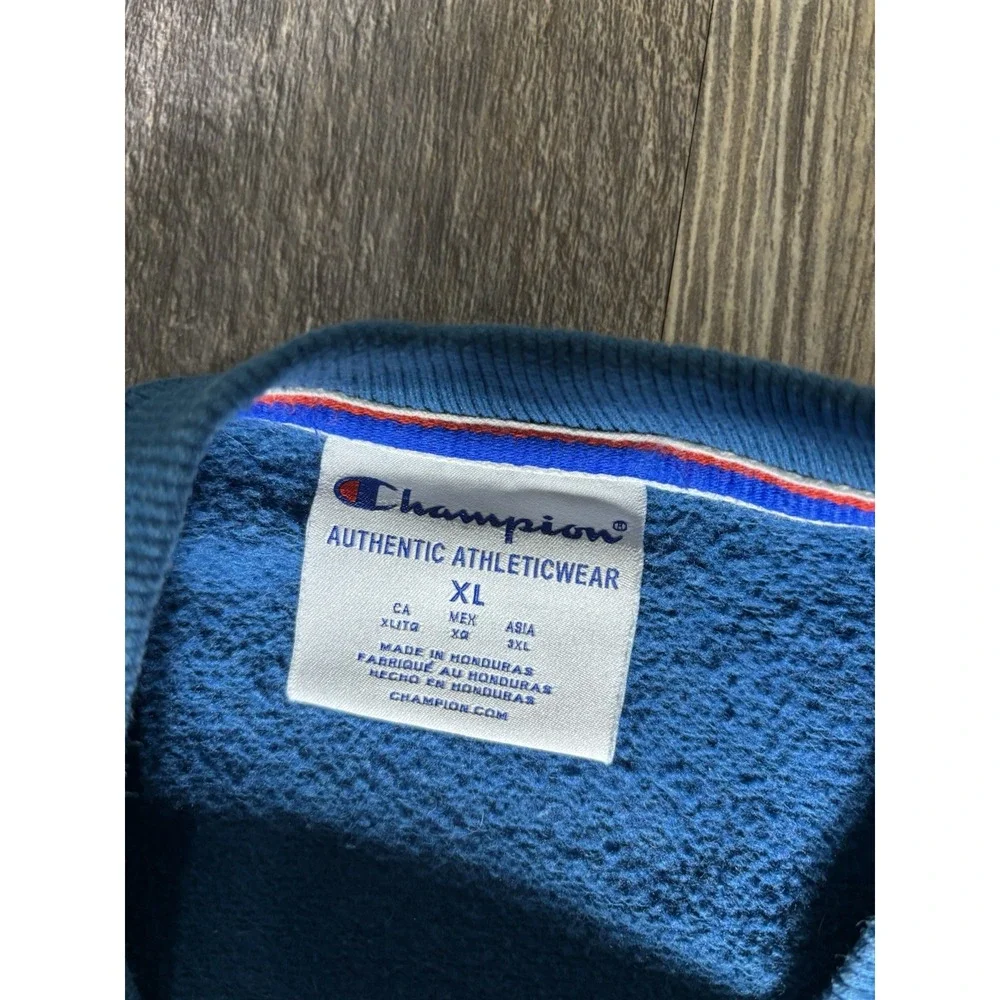 Champion®
AUTHENTIC ATHLETICWEAR
XL
CA MEX ASIA
XL/TG XG 3XL
MADE IN HONDURAS
FABRIQUÉ AU HONDURAS
HECHO EN HONDURAS
CHAMPION.COM